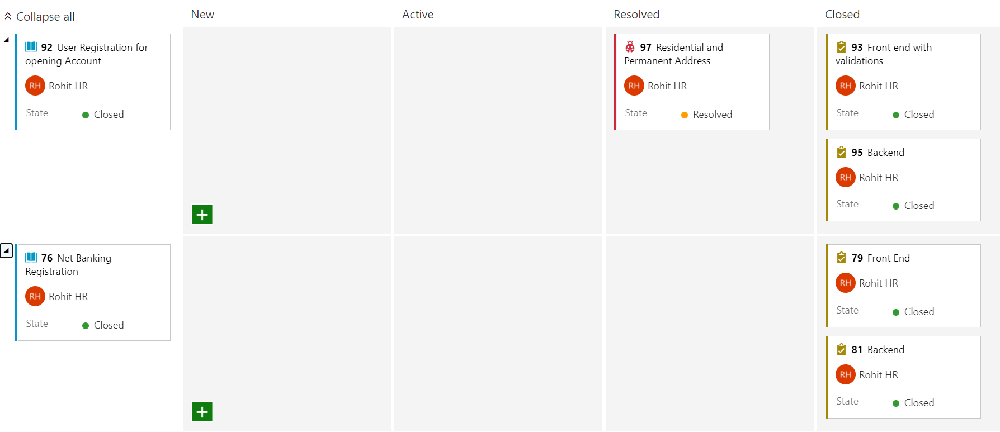 Collapse all
New
Active
Resolved
Closed
92 User Registration for
opening Account
RH Rohit HR
State Closed
97 Residential and
Permanent Address
RH Rohit HR
State Resolved
93 Front end with
validations
RH Rohit HR
State Closed
95 Backend
RH Rohit HR
State Closed
76 Net Banking
Registration
RH Rohit HR
State Closed
79 Front End
RH Rohit HR
State Closed
81 Backend
RH Rohit HR
State Closed